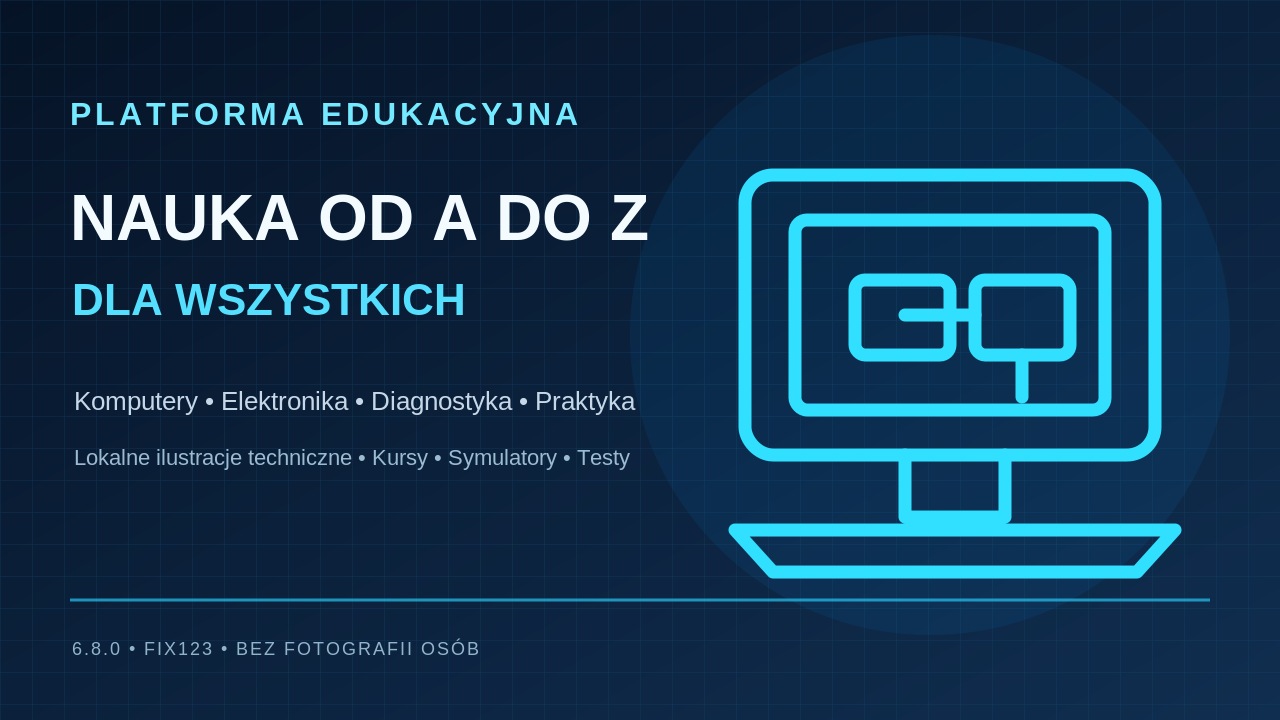 PLATFORMA EDUKACYJNA
NAUKA OD A DO Z
DLA WSZYSTKICH
Komputery • Elektronika • Diagnostyka • Praktyka
Lokalne ilustracje techniczne • Kursy • Symulatory • Testy
6.8.0 • FIX123 • BEZ FOTOGRAFII OSÓB